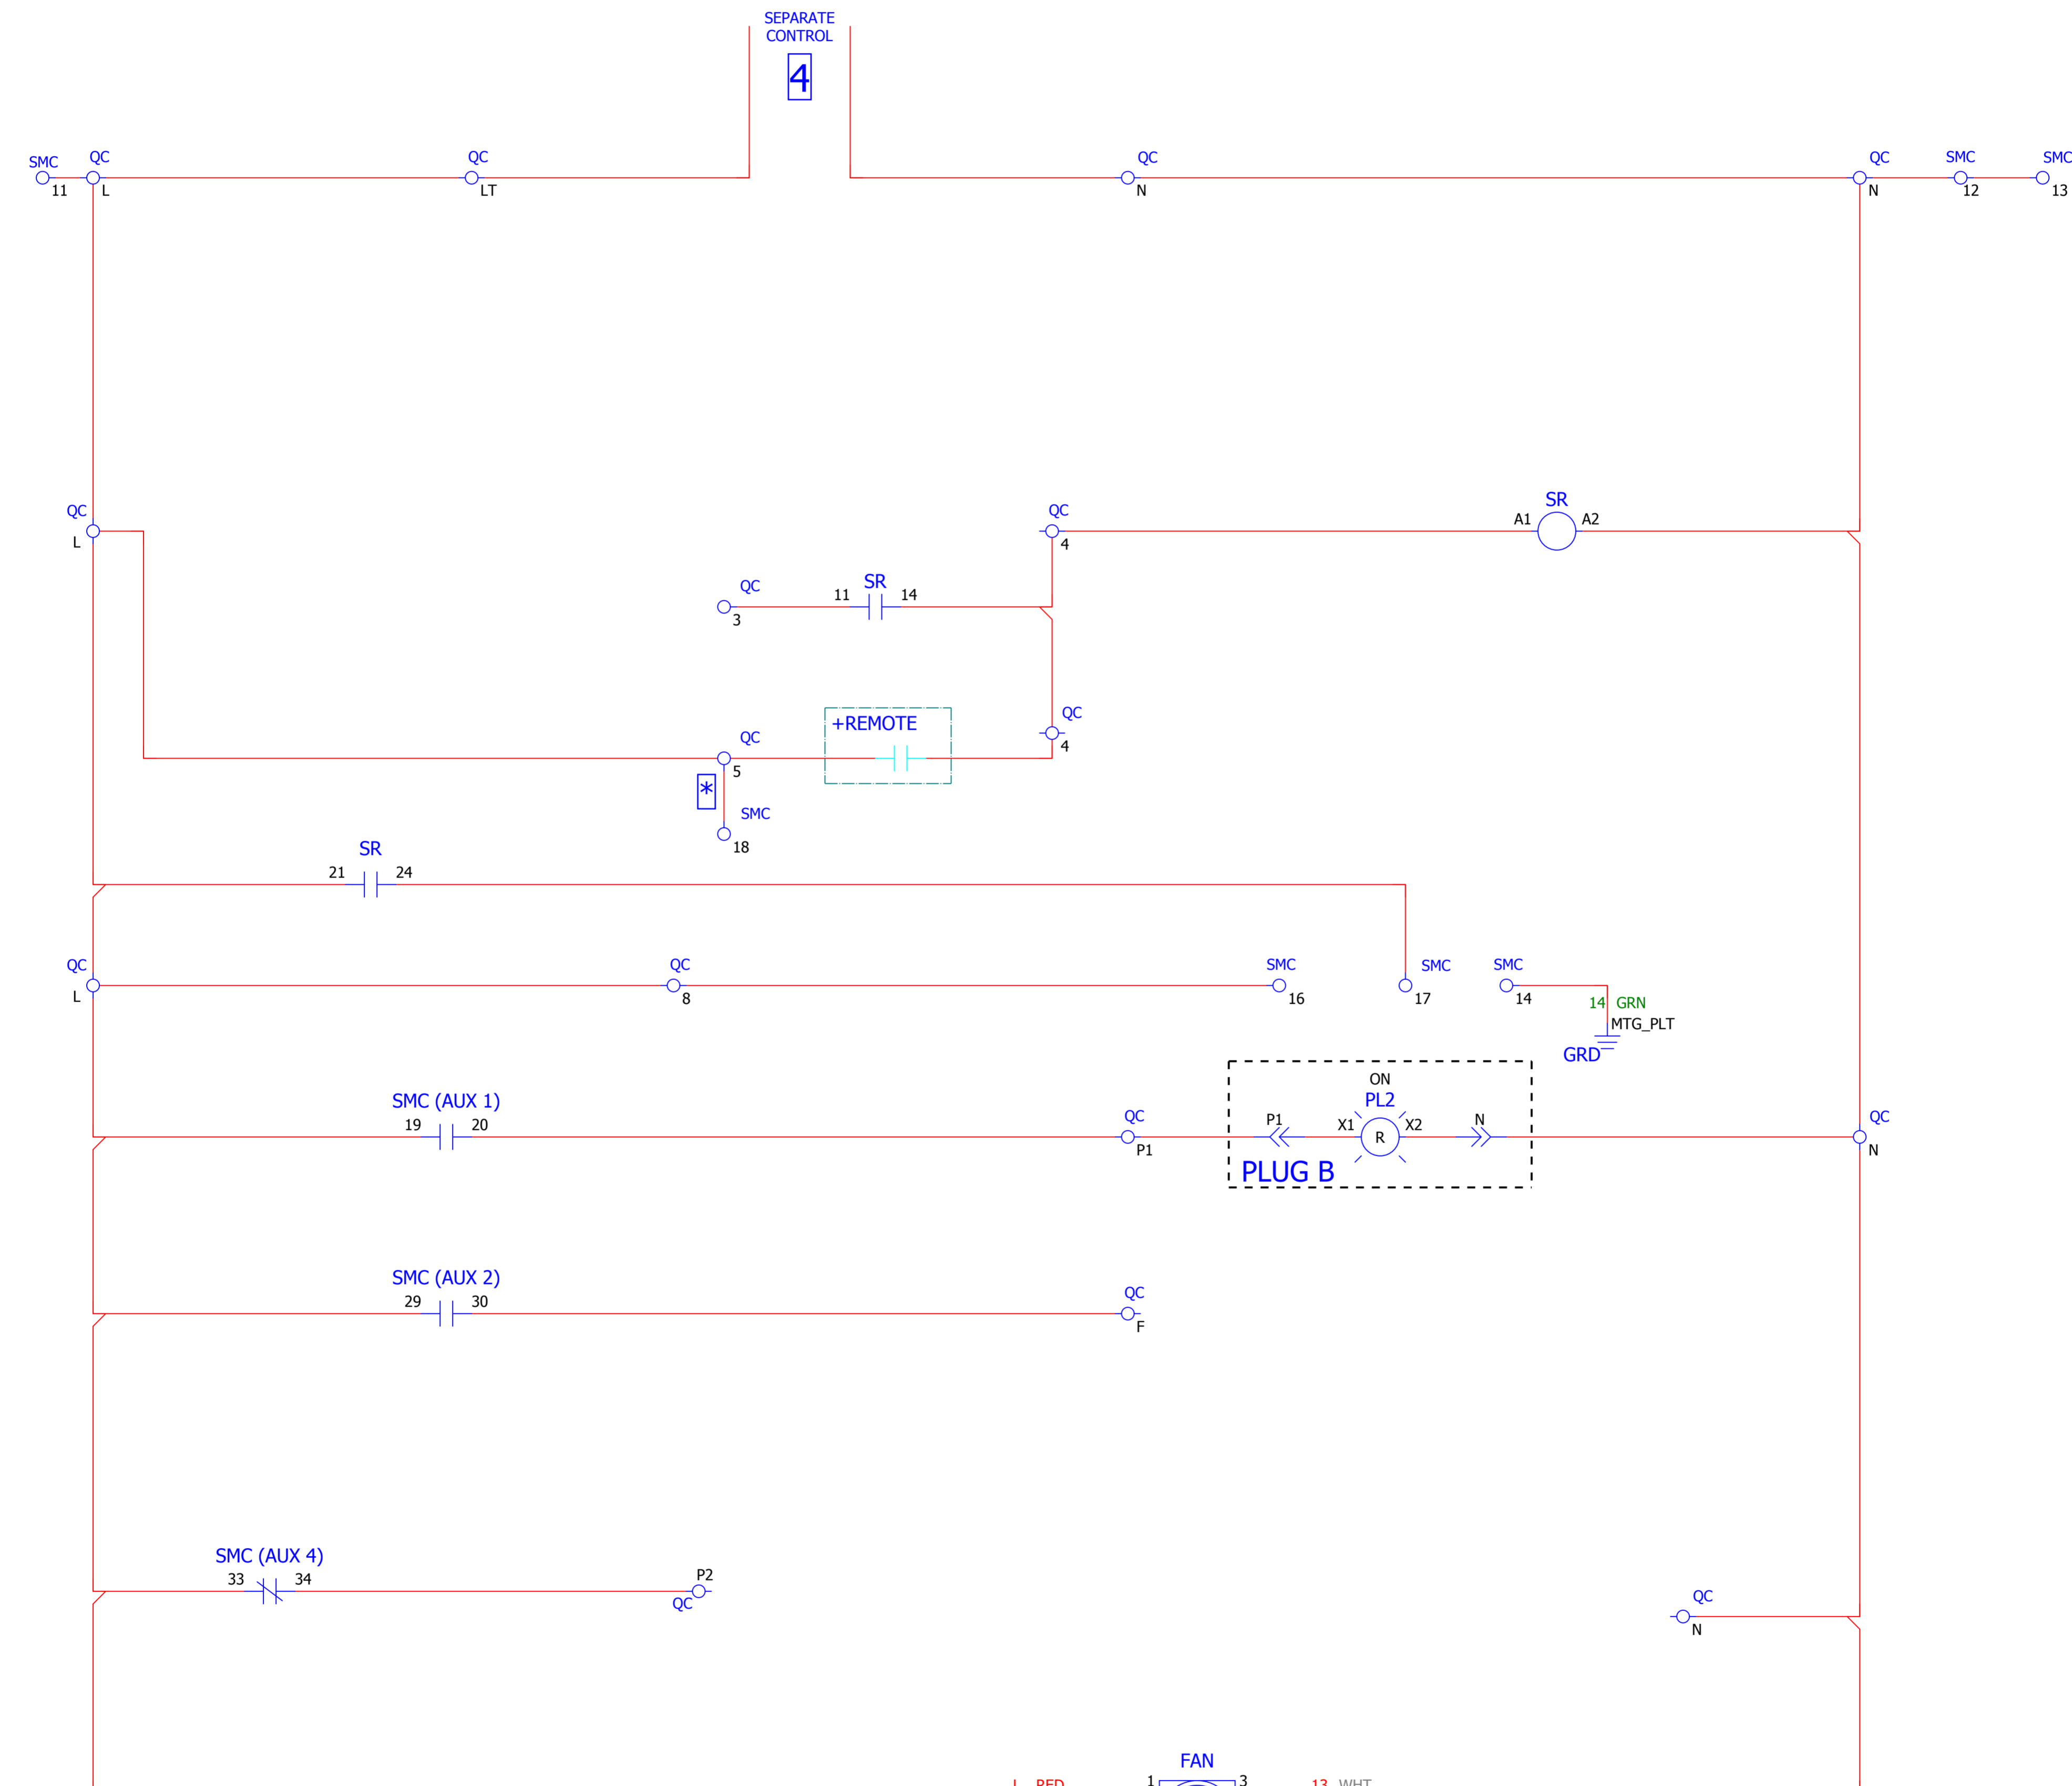 SEPARATE
CONTROL
4
SMC
QC
QC
QC
QC
SMC
SMC
11
L
LT
N
N
12
13
QC
L
QC
4
SR
A1
A2
QC
3
SR
11
14
+REMOTE
QC
4
QC
5
*
SMC
18
SR
21
24
QC
L
QC
8
SMC
16
SMC
17
SMC
14
14 GRN
MTG_PLT
GRD
SMC (AUX 1)
19
20
QC
P1
ON
PL2
P1
X1
R
X2
N
PLUG B
QC
N
SMC (AUX 2)
29
30
QC
F
SMC (AUX 4)
33
34
P2
QC
QC
N
FAN
L RED
1
3
13 WHT